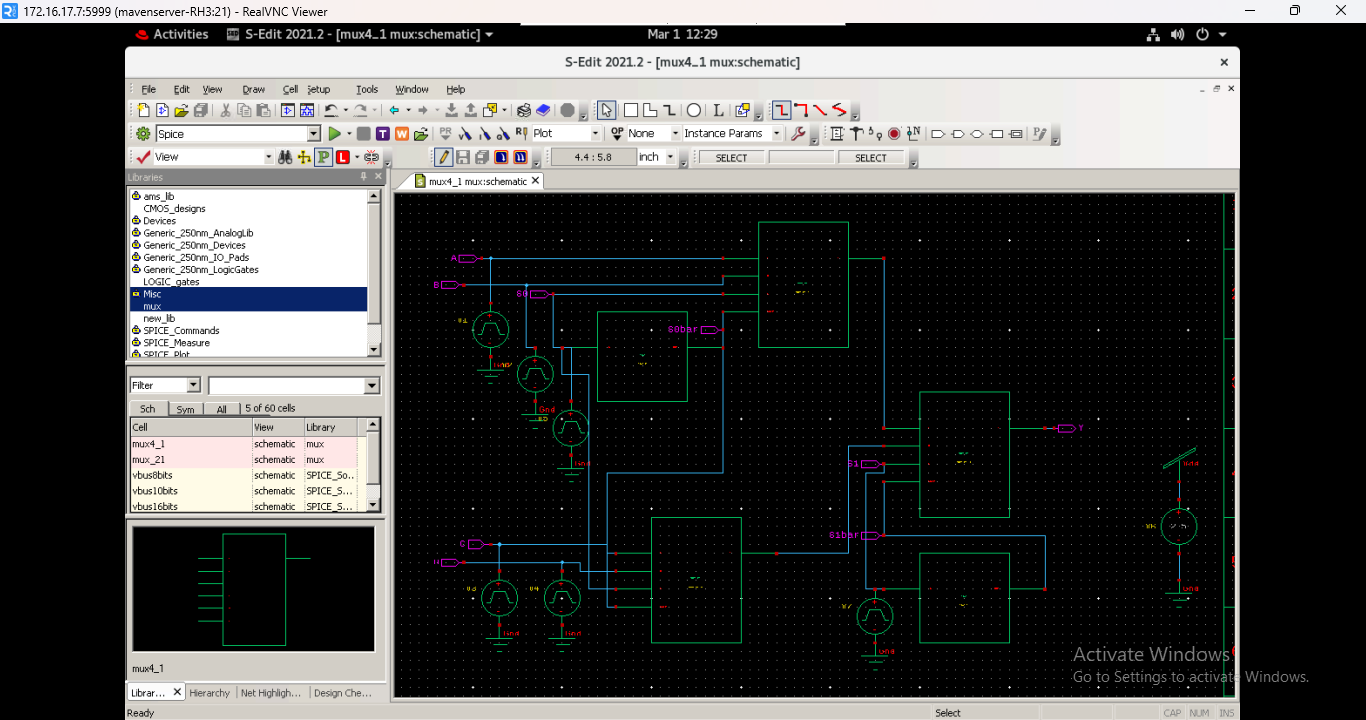 172.16.17.7:5999 (mavenserver-RH3:21) - RealVNC Viewer
Activities S-Edit 2021.2 - [mux4_1 mux:schematic] Mar 1 12:29
S-Edit 2021.2 - [mux4_1 mux:schematic]
File Edit View Draw Cell Setup Tools Window Help
Spice T W PR Plot OP None Instance Params
View P L 4.4 : 5.8 inch SELECT SELECT
Libraries
mux4_1 mux:schematic
ams_lib
CMOS_designs
Devices
Generic_250nm_AnalogLib
Generic_250nm_Devices
Generic_250nm_IO_Pads
Generic_250nm_LogicGates
LOGIC_gates
Misc
mux
new_lib
SPICE_Commands
SPICE_Measure
SPICE_Plot
Filter
Sch Sym All 5 of 60 cells
Cell View Library
mux4_1 schematic mux
mux_21 schematic mux
vbus8bits schematic SPICE_So..
vbus10bits schematic SPICE_S...
vbus16bits schematic SPICE_S...
mux4_1
Librar... Hierarchy Net Highligh... Design Che...
Ready Select CAP NUM INS
A
B
S0
S0bar
Gnd
Gnd
Y
S1
S1bar
C
Gnd
Gnd
Gnd
Gnd
Activate Windows
Go to Settings to activate Windows.